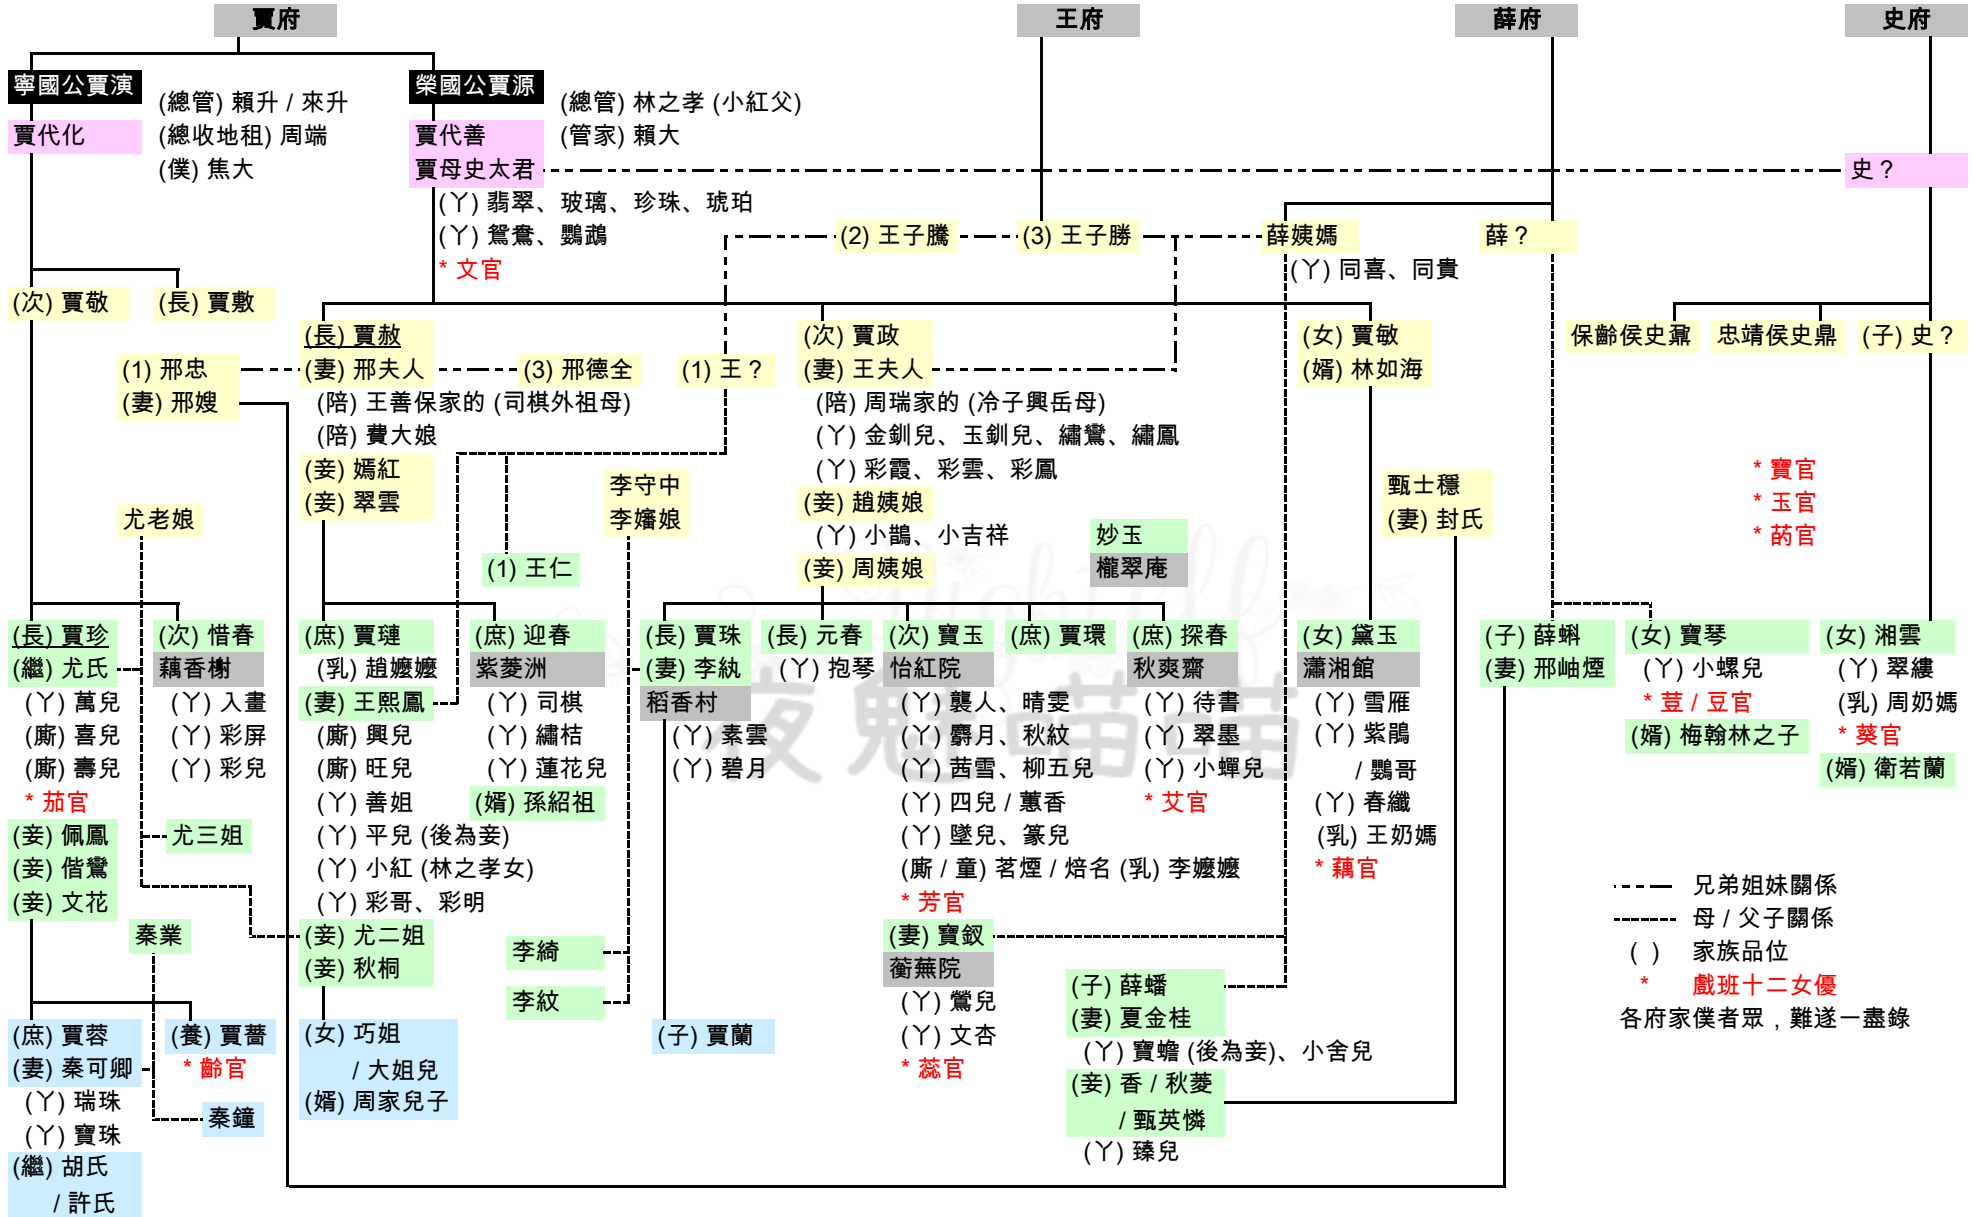 賈府
王府
薛府
史府
寧國公賈演
(總管) 賴升 / 來升
(總收地租) 周端
(僕) 焦大
賈代化
榮國公賈源
(總管) 林之孝 (小紅父)
(管家) 賴大
賈代善
賈母史太君
(丫) 翡翠、玻璃、珍珠、琥珀
(丫) 鴛鴦、鸚鵡
* 文官
史?
(2) 王子騰
(3) 王子勝
薛姨媽
(丫) 同喜、同貴
薛?
(次) 賈敬
(長) 賈敷
(長) 賈赦
(妻) 邢夫人
(陪) 王善保家的 (司棋外祖母)
(陪) 費大娘
(妾) 嫣紅
(妾) 翠雲
(1) 邢忠
(妻) 邢嫂
(3) 邢德全
(1) 王?
(次) 賈政
(妻) 王夫人
(陪) 周瑞家的 (冷子興岳母)
(丫) 金釧兒、玉釧兒、繡鸞、繡鳳
(丫) 彩霞、彩雲、彩鳳
(妾) 趙姨娘
(丫) 小鵲、小吉祥
(妾) 周姨娘
(女) 賈敏
(婿) 林如海
保齡侯史鼐
忠靖侯史鼎
(子) 史?
尤老娘
(1) 王仁
李守中
李嬸娘
妙玉
櫳翠庵
甄士穩
(妻) 封氏
* 寶官
* 玉官
* 菂官
(長) 賈珍
(繼) 尤氏
(丫) 萬兒
(廝) 喜兒
(廝) 壽兒
* 茄官
(妾) 佩鳳
(妾) 偕鸞
(妾) 文花
(次) 惜春
藕香榭
(丫) 入畫
(丫) 彩屏
(丫) 彩兒
尤三姐
秦業
(庶) 賈璉
(乳) 趙嬤嬤
(妻) 王熙鳳
(廝) 興兒
(廝) 旺兒
(丫) 善姐
(丫) 平兒 (後為妾)
(丫) 小紅 (林之孝女)
(丫) 彩哥、彩明
(妾) 尤二姐
(妾) 秋桐
(庶) 迎春
紫菱洲
(丫) 司棋
(丫) 繡桔
(丫) 蓮花兒
(婿) 孫紹祖
李綺
李紋
(長) 賈珠
(妻) 李紈
稻香村
(丫) 素雲
(丫) 碧月
(長) 元春
(丫) 抱琴
(次) 寶玉
怡紅院
(丫) 襲人、晴雯
(丫) 麝月、秋紋
(丫) 茜雪、柳五兒
(丫) 四兒 / 蕙香
(丫) 墜兒、篆兒
(廝 / 童) 茗煙 / 焙名 (乳) 李嬤嬤
* 芳官
(妻) 寶釵
蘅蕪院
(丫) 鶯兒
(丫) 文杏
* 蕊官
(庶) 賈環
(庶) 探春
秋爽齋
(丫) 待書
(丫) 翠墨
(丫) 小蟬兒
* 艾官
(女) 黛玉
瀟湘館
(丫) 雪雁
(丫) 紫鵑
/ 鸚哥
(丫) 春纖
(乳) 王奶媽
* 藕官
(子) 薛蝌
(妻) 邢岫煙
(女) 寶琴
(丫) 小螺兒
* 荳 / 豆官
(婿) 梅翰林之子
(女) 湘雲
(丫) 翠縷
(乳) 周奶媽
* 葵官
(婿) 衛若蘭
(子) 薛蟠
(妻) 夏金桂
(丫) 寶蟾 (後為妾)、小舍兒
(妾) 香 / 秋菱
/ 甄英憐
(丫) 臻兒
(庶) 賈蓉
(妻) 秦可卿
(丫) 瑞珠
(丫) 寶珠
(繼) 胡氏
/ 許氏
(養) 賈薔
* 齡官
秦鐘
(女) 巧姐
/ 大姐兒
(婿) 周家兒子
(子) 賈蘭
兄弟姐妹關係
母 / 父子關係
( ) 家族品位
* 戲班十二女優
各府家僕者眾，難遂一盡錄
Nightelf
夜魅喵喵